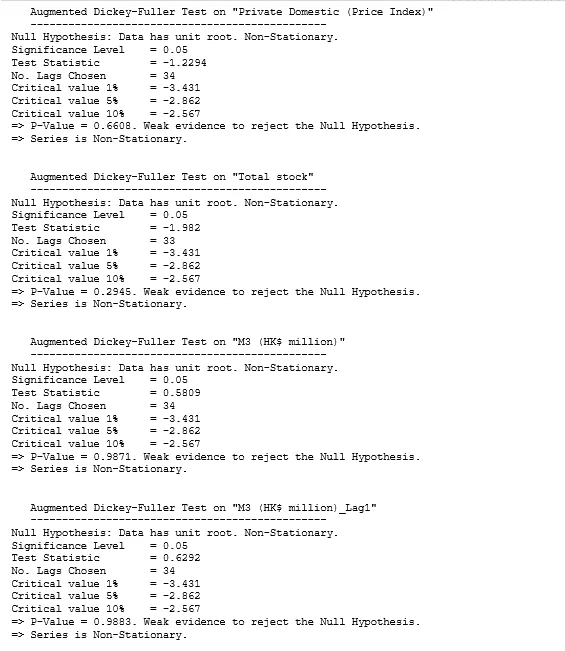 Augmented Dickey-Fuller Test on "Private Domestic (Price Index)"
-----------------------------------------------
Null Hypothesis: Data has unit root. Non-Stationary.
Significance Level = 0.05
Test Statistic = -1.2294
No. Lags Chosen = 34
Critical value 1% = -3.431
Critical value 5% = -2.862
Critical value 10% = -2.567
=> P-Value = 0.6608. Weak evidence to reject the Null Hypothesis.
=> Series is Non-Stationary.
Augmented Dickey-Fuller Test on "Total stock"
-----------------------------------------------
Null Hypothesis: Data has unit root. Non-Stationary.
Significance Level = 0.05
Test Statistic = -1.982
No. Lags Chosen = 33
Critical value 1% = -3.431
Critical value 5% = -2.862
Critical value 10% = -2.567
=> P-Value = 0.2945. Weak evidence to reject the Null Hypothesis.
=> Series is Non-Stationary.
Augmented Dickey-Fuller Test on "M3 (HK$ million)"
-----------------------------------------------
Null Hypothesis: Data has unit root. Non-Stationary.
Significance Level = 0.05
Test Statistic = 0.5809
No. Lags Chosen = 34
Critical value 1% = -3.431
Critical value 5% = -2.862
Critical value 10% = -2.567
=> P-Value = 0.9871. Weak evidence to reject the Null Hypothesis.
=> Series is Non-Stationary.
Augmented Dickey-Fuller Test on "M3 (HK$ million)_Lag1"
-----------------------------------------------
Null Hypothesis: Data has unit root. Non-Stationary.
Significance Level = 0.05
Test Statistic = 0.6292
No. Lags Chosen = 34
Critical value 1% = -3.431
Critical value 5% = -2.862
Critical value 10% = -2.567
=> P-Value = 0.9883. Weak evidence to reject the Null Hypothesis.
=> Series is Non-Stationary.